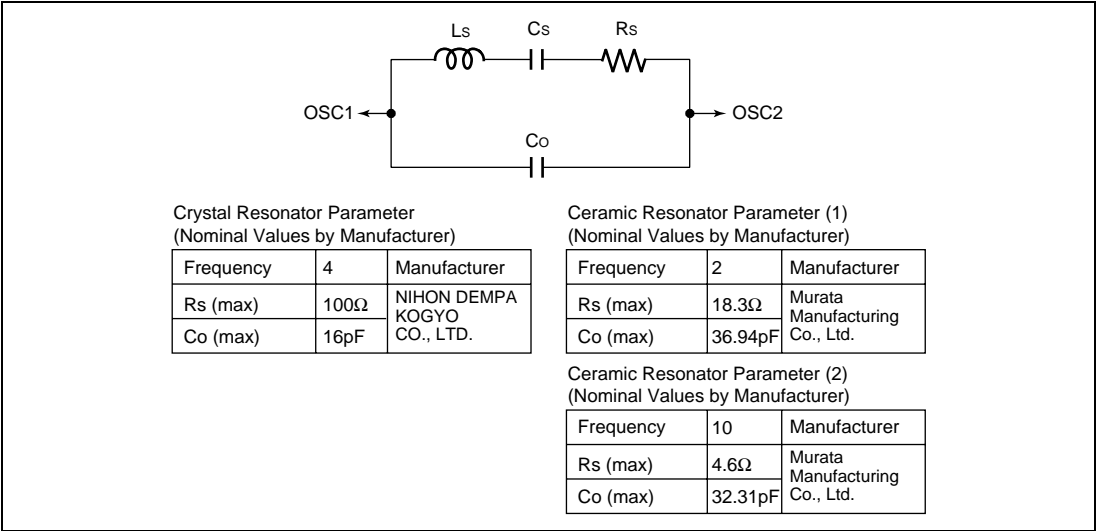 Ls Cs Rs
OSC1 OSC2
Co
Crystal Resonator Parameter
(Nominal Values by Manufacturer)
Frequency 4 Manufacturer
Rs (max) 100Ω NIHON DEMPA
KOGYO
CO., LTD.
Co (max) 16pF
Ceramic Resonator Parameter (1)
(Nominal Values by Manufacturer)
Frequency 2 Manufacturer
Rs (max) 18.3Ω Murata
Manufacturing
Co., Ltd.
Co (max) 36.94pF
Ceramic Resonator Parameter (2)
(Nominal Values by Manufacturer)
Frequency 10 Manufacturer
Rs (max) 4.6Ω Murata
Manufacturing
Co., Ltd.
Co (max) 32.31pF